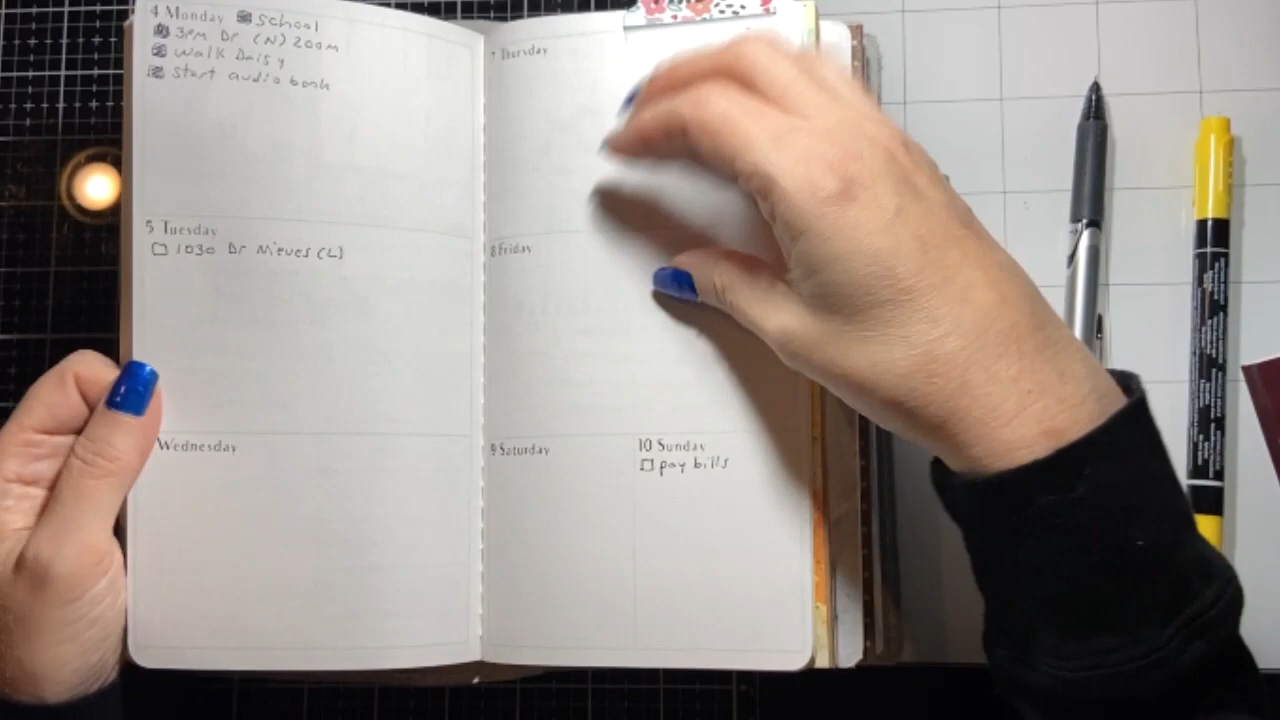 4 Monday school
3pm Dr (N) zoom
walk Daisy
start audio book
5 Tuesday
1030 Dr Nieves (L)
Wednesday
7 Thursday
8 Friday
9 Saturday
10 Sunday
pay bills